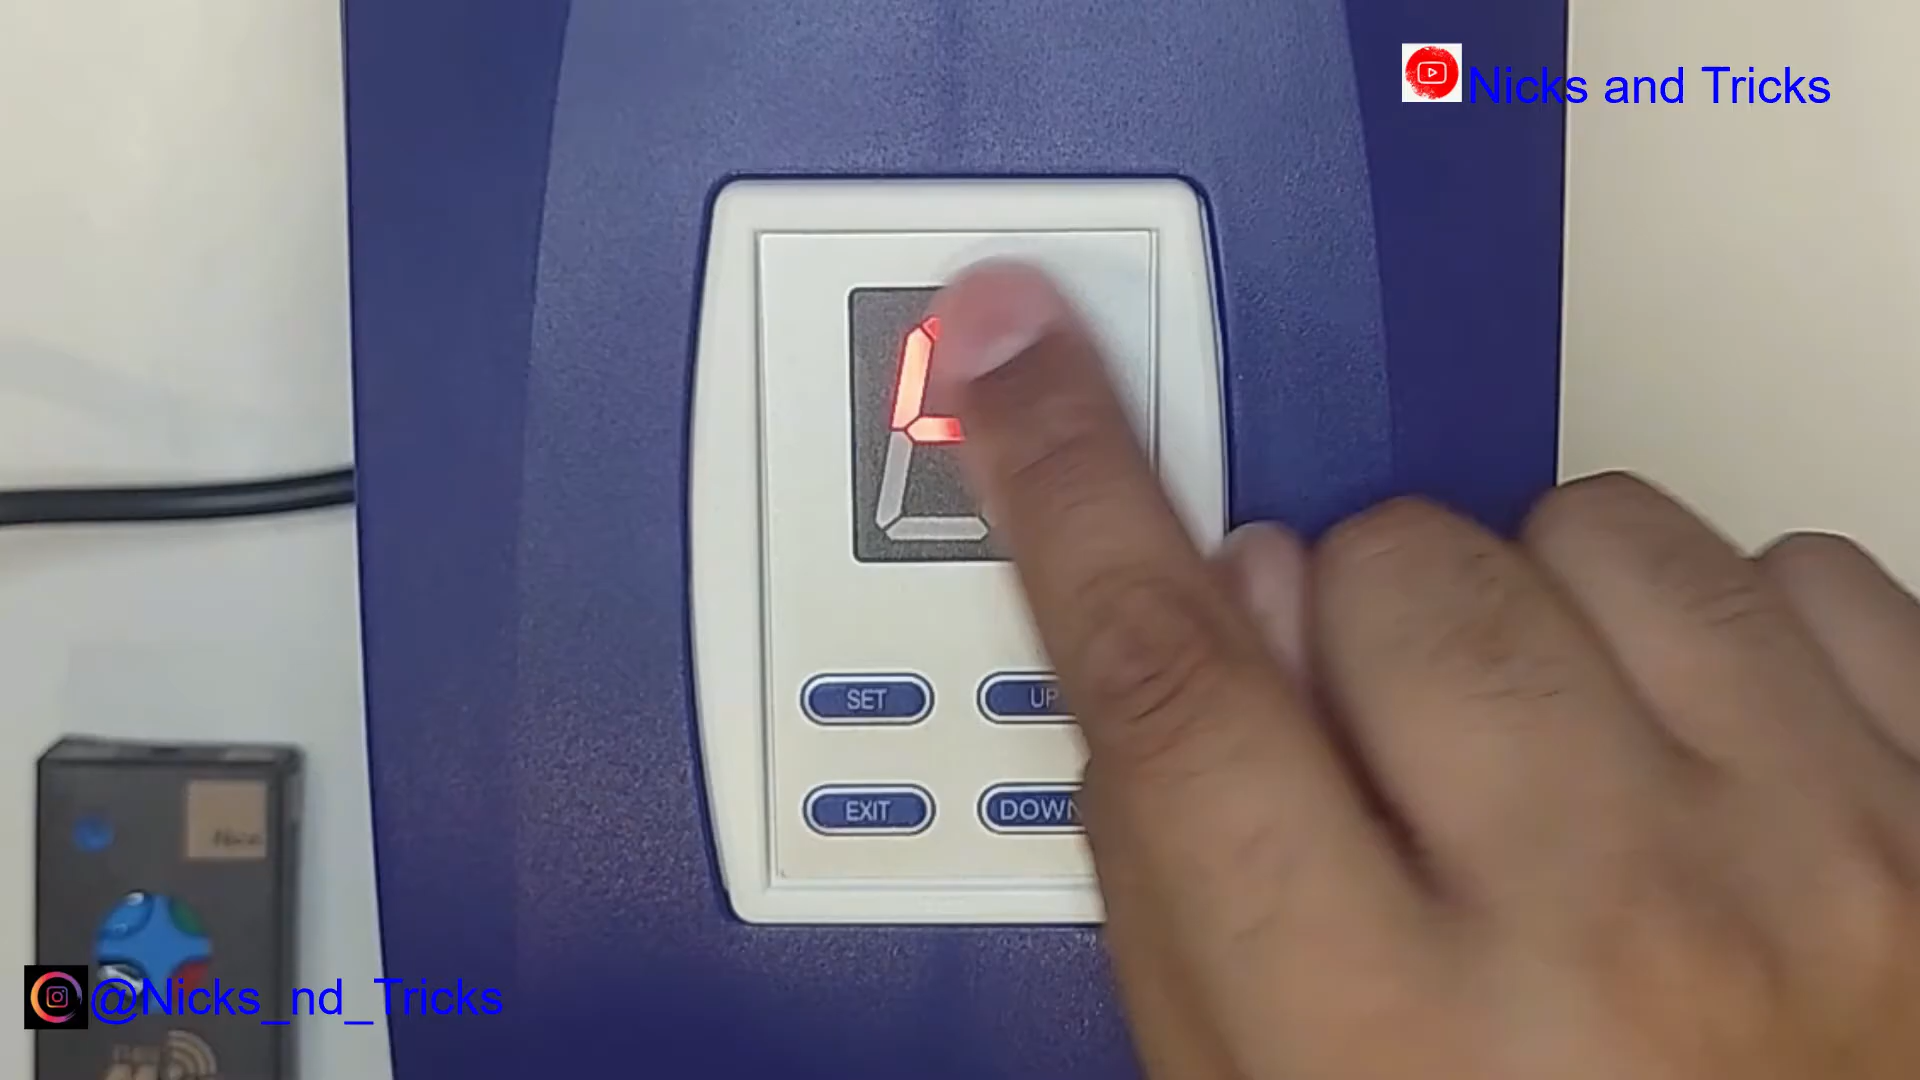 Nicks and Tricks
SET
UP
EXIT
DOWN
@Nicks_nd_Tricks